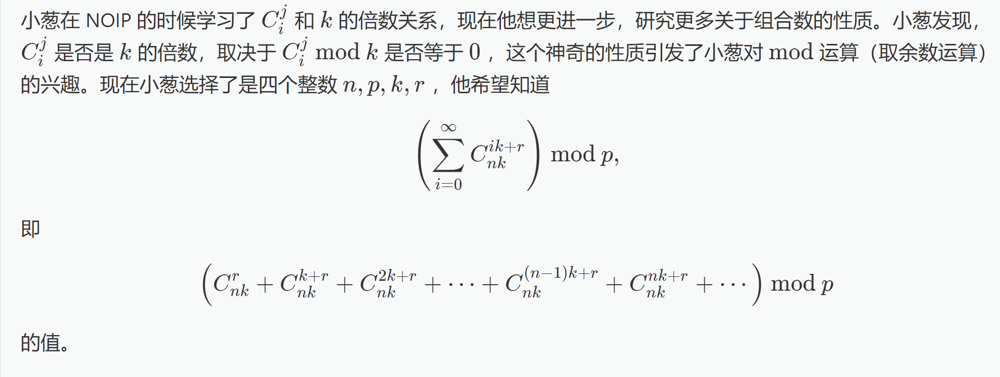 小葱在 NOIP 的时候学习了 $C_i^j$ 和 $k$ 的倍数关系，现在他想更进一步，研究更多关于组合数的性质。小葱发现，
$C_i^j$ 是否是 $k$ 的倍数，取决于 $C_i^j \bmod k$ 是否等于 $0$ ，这个神奇的性质引发了小葱对 $\bmod$ 运算（取余数运算）
的兴趣。现在小葱选择了是四个整数 $n, p, k, r$ ，他希望知道
$\left( \sum_{i=0}^{\infty} C_{nk}^{ik+r} \right) \bmod p,$
即
$\left( C_{nk}^{r} + C_{nk}^{k+r} + C_{nk}^{2k+r} + \cdots + C_{nk}^{(n-1)k+r} + C_{nk}^{nk+r} + \cdots \right) \bmod p$
的值。